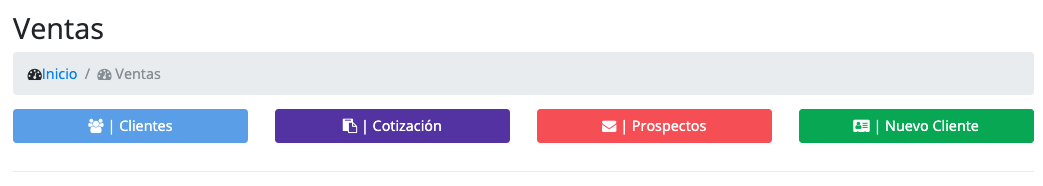 Ventas
Inicio / Ventas
| Clientes | Cotización | Prospectos | Nuevo Cliente